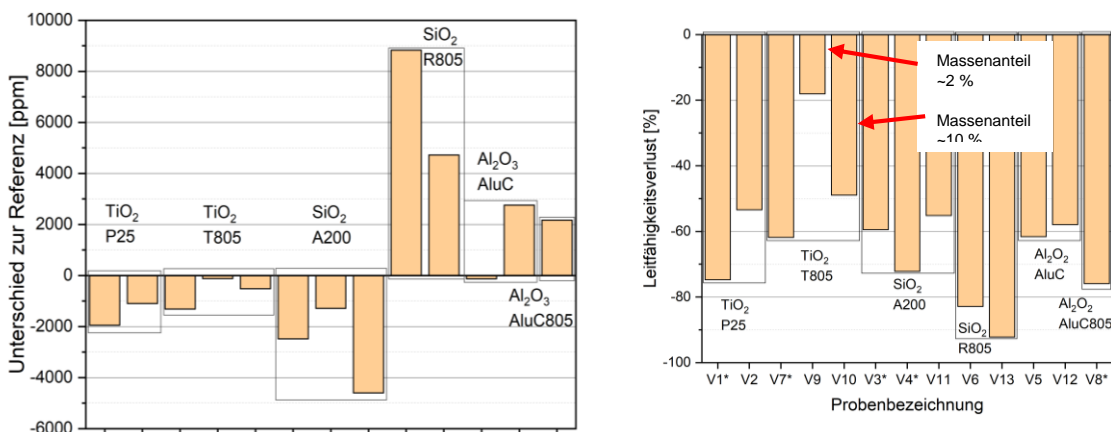 Unterschied zur Referenz [ppm]
10000
8000
6000
4000
2000
0
-2000
-4000
-6000
TiO₂
P25
TiO₂
T805
SiO₂
A200
SiO₂
R805
Al₂O₃
AluC
Al₂O₃
AluC805
Leitfähigkeitsverlust [%]
0
-20
-40
-60
-80
-100
Massenanteil
~2 %
Massenanteil
~10 %
TiO₂
P25
TiO₂
T805
SiO₂
A200
SiO₂
R805
Al₂O₂
AluC
Al₂O₂
AluC805
V1* V2 V7* V9 V10 V3* V4* V11 V6 V13 V5 V12 V8*
Probenbezeichnung